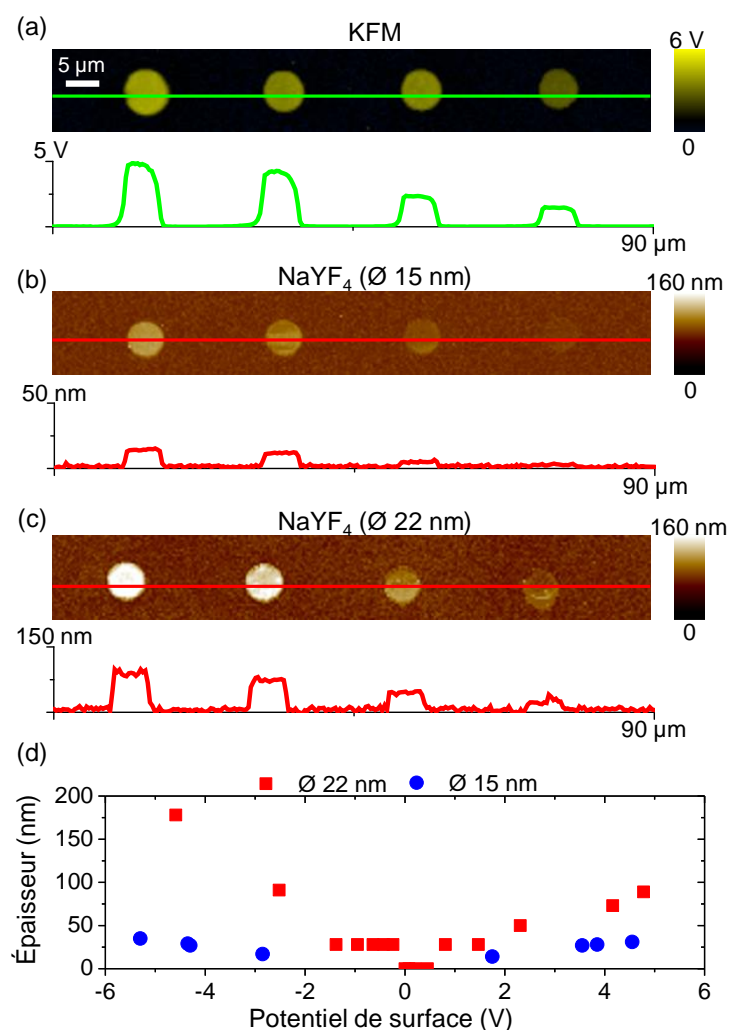 (a)
KFM
5 µm
6 V
0
5 V
90 µm
(b)
NaYF₄ (Ø 15 nm)
160 nm
0
50 nm
90 µm
(c)
NaYF₄ (Ø 22 nm)
160 nm
0
150 nm
90 µm
(d)
Ø 22 nm Ø 15 nm
200
150
100
50
0
Épaisseur (nm)
-6 -4 -2 0 2 4 6
Potentiel de surface (V)